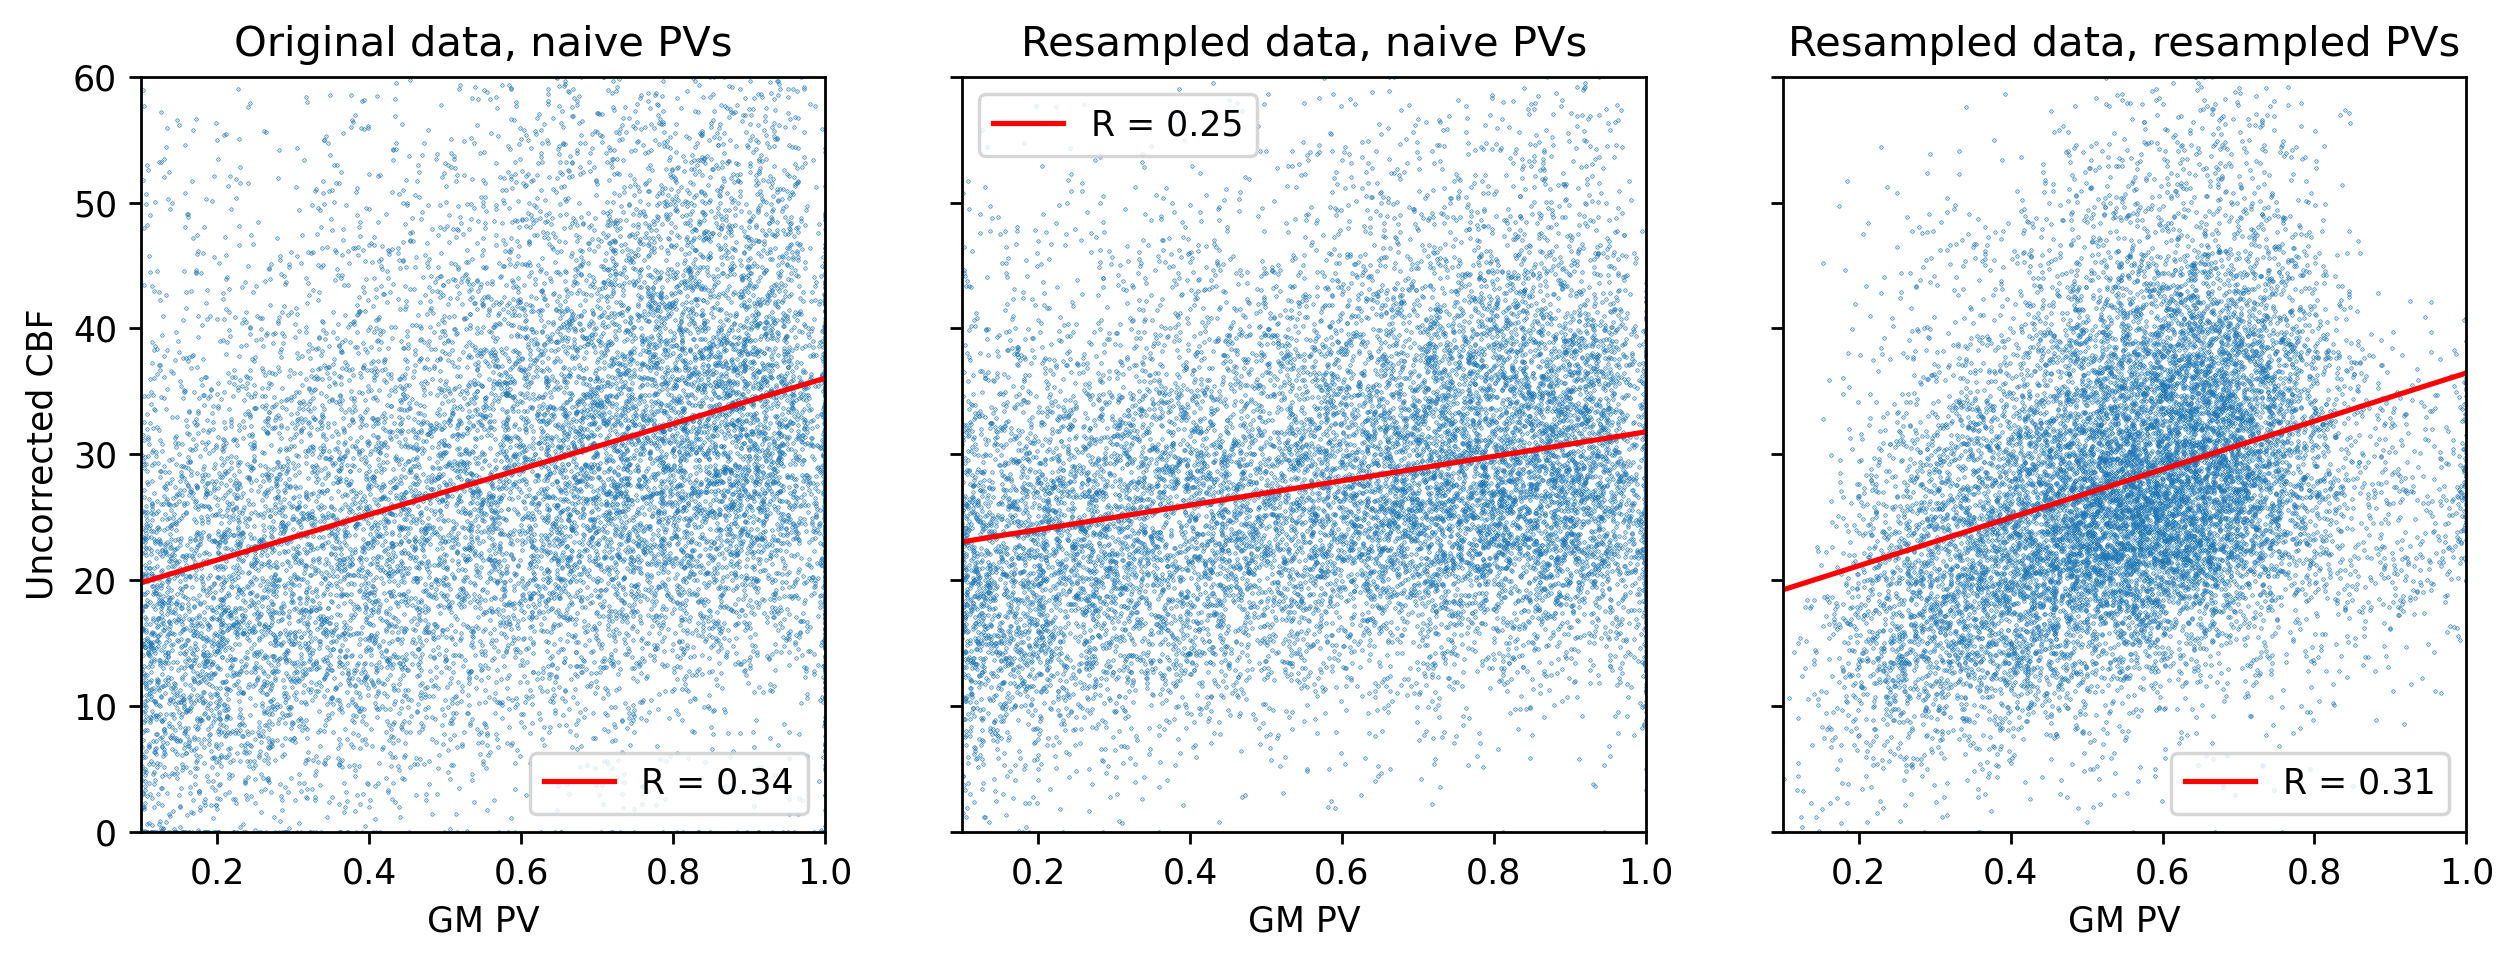 Original data, naive PVs
Resampled data, naive PVs
Resampled data, resampled PVs
Uncorrected CBF
60
50
40
30
20
10
0
R = 0.34
R = 0.25
R = 0.31
0.2 0.4 0.6 0.8 1.0
0.2 0.4 0.6 0.8 1.0
0.2 0.4 0.6 0.8 1.0
GM PV
GM PV
GM PV